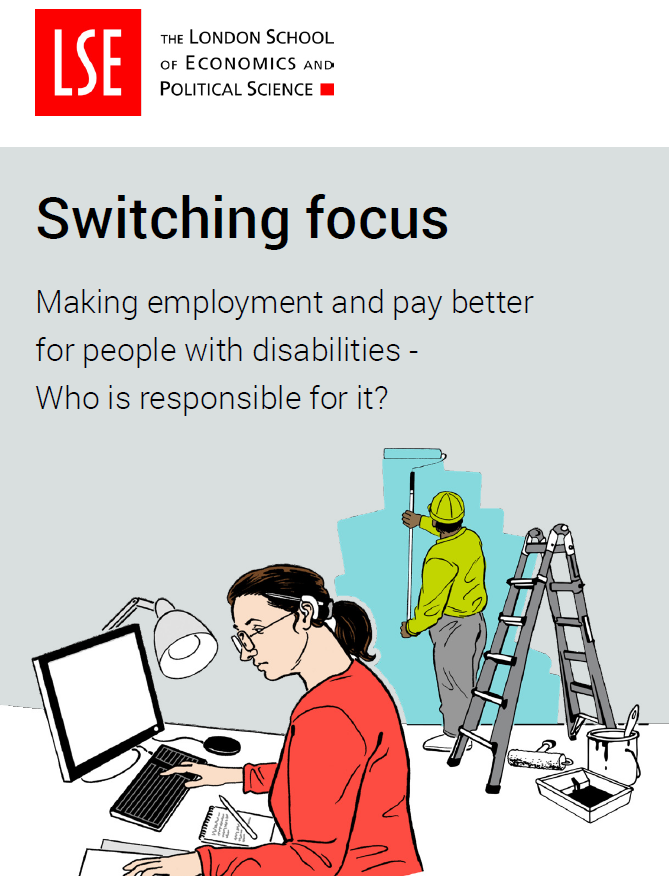 LSE
THE LONDON SCHOOL
OF ECONOMICS AND
POLITICAL SCIENCE
Switching focus
Making employment and pay better
for people with disabilities -
Who is responsible for it?